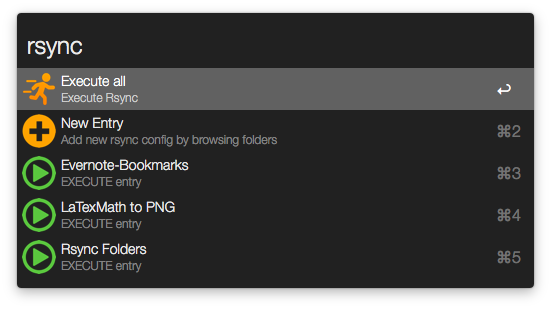 rsync
Execute all
Execute Rsync
↩
New Entry
Add new rsync config by browsing folders
⌘2
Evernote-Bookmarks
EXECUTE entry
⌘3
LaTexMath to PNG
EXECUTE entry
⌘4
Rsync Folders
EXECUTE entry
⌘5